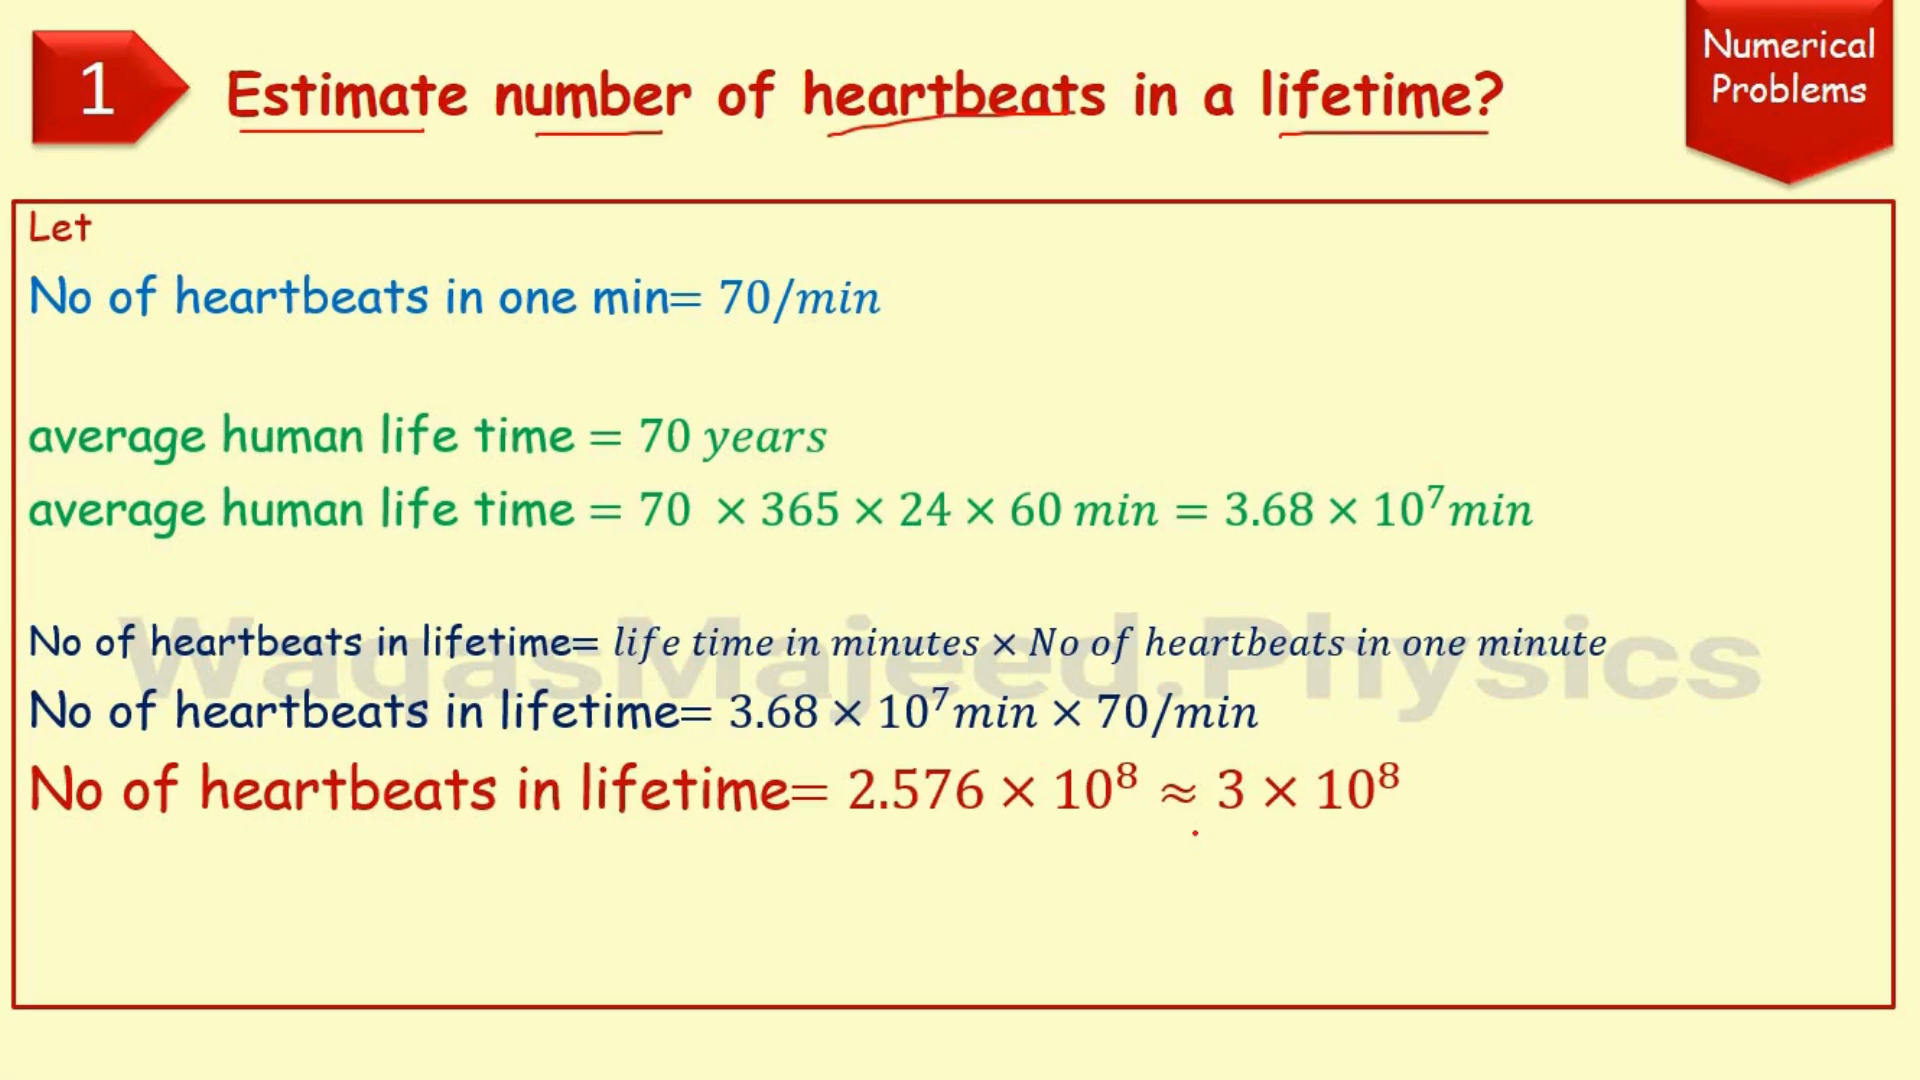 1
Estimate number of heartbeats in a lifetime?
Numerical
Problems
Let
No of heartbeats in one min= 70/min
average human life time = 70 years
average human life time = 70 × 365 × 24 × 60 min = 3.68 × 10⁷min
No of heartbeats in lifetime= life time in minutes × No of heartbeats in one minute
WaqasMajeed.Physics
No of heartbeats in lifetime= 3.68 × 10⁷min × 70/min
No of heartbeats in lifetime= 2.576 × 10⁸ ≈ 3 × 10⁸